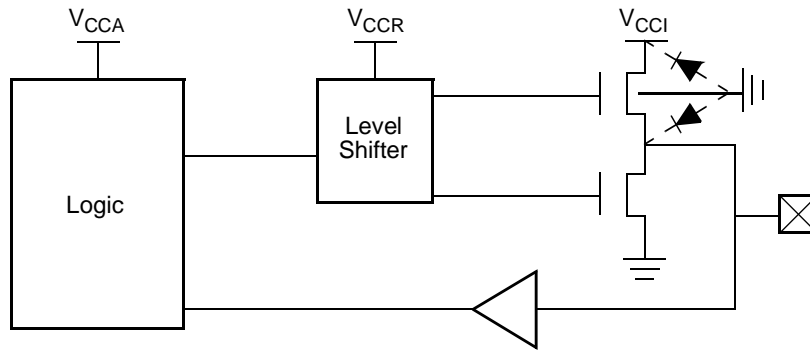 VCCA
VCCR
VCCI
Level
Shifter
Logic